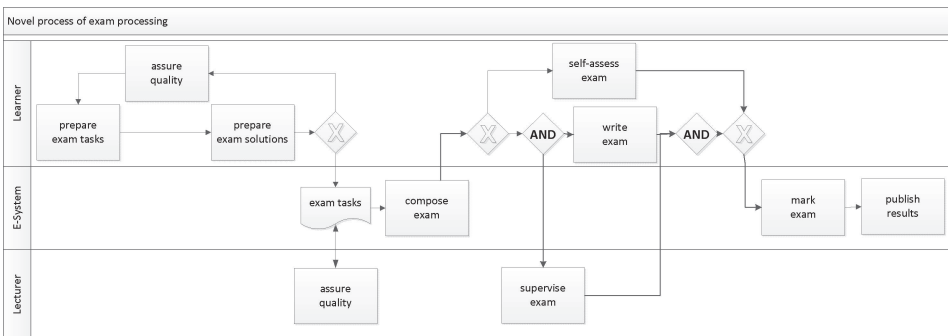 Novel process of exam processing
Learner
assure
quality
prepare
exam tasks
prepare
exam solutions
X
X
self-assess
exam
AND
write
exam
AND
X
E-System
exam tasks
compose
exam
mark
exam
publish
results
Lecturer
assure
quality
supervise
exam